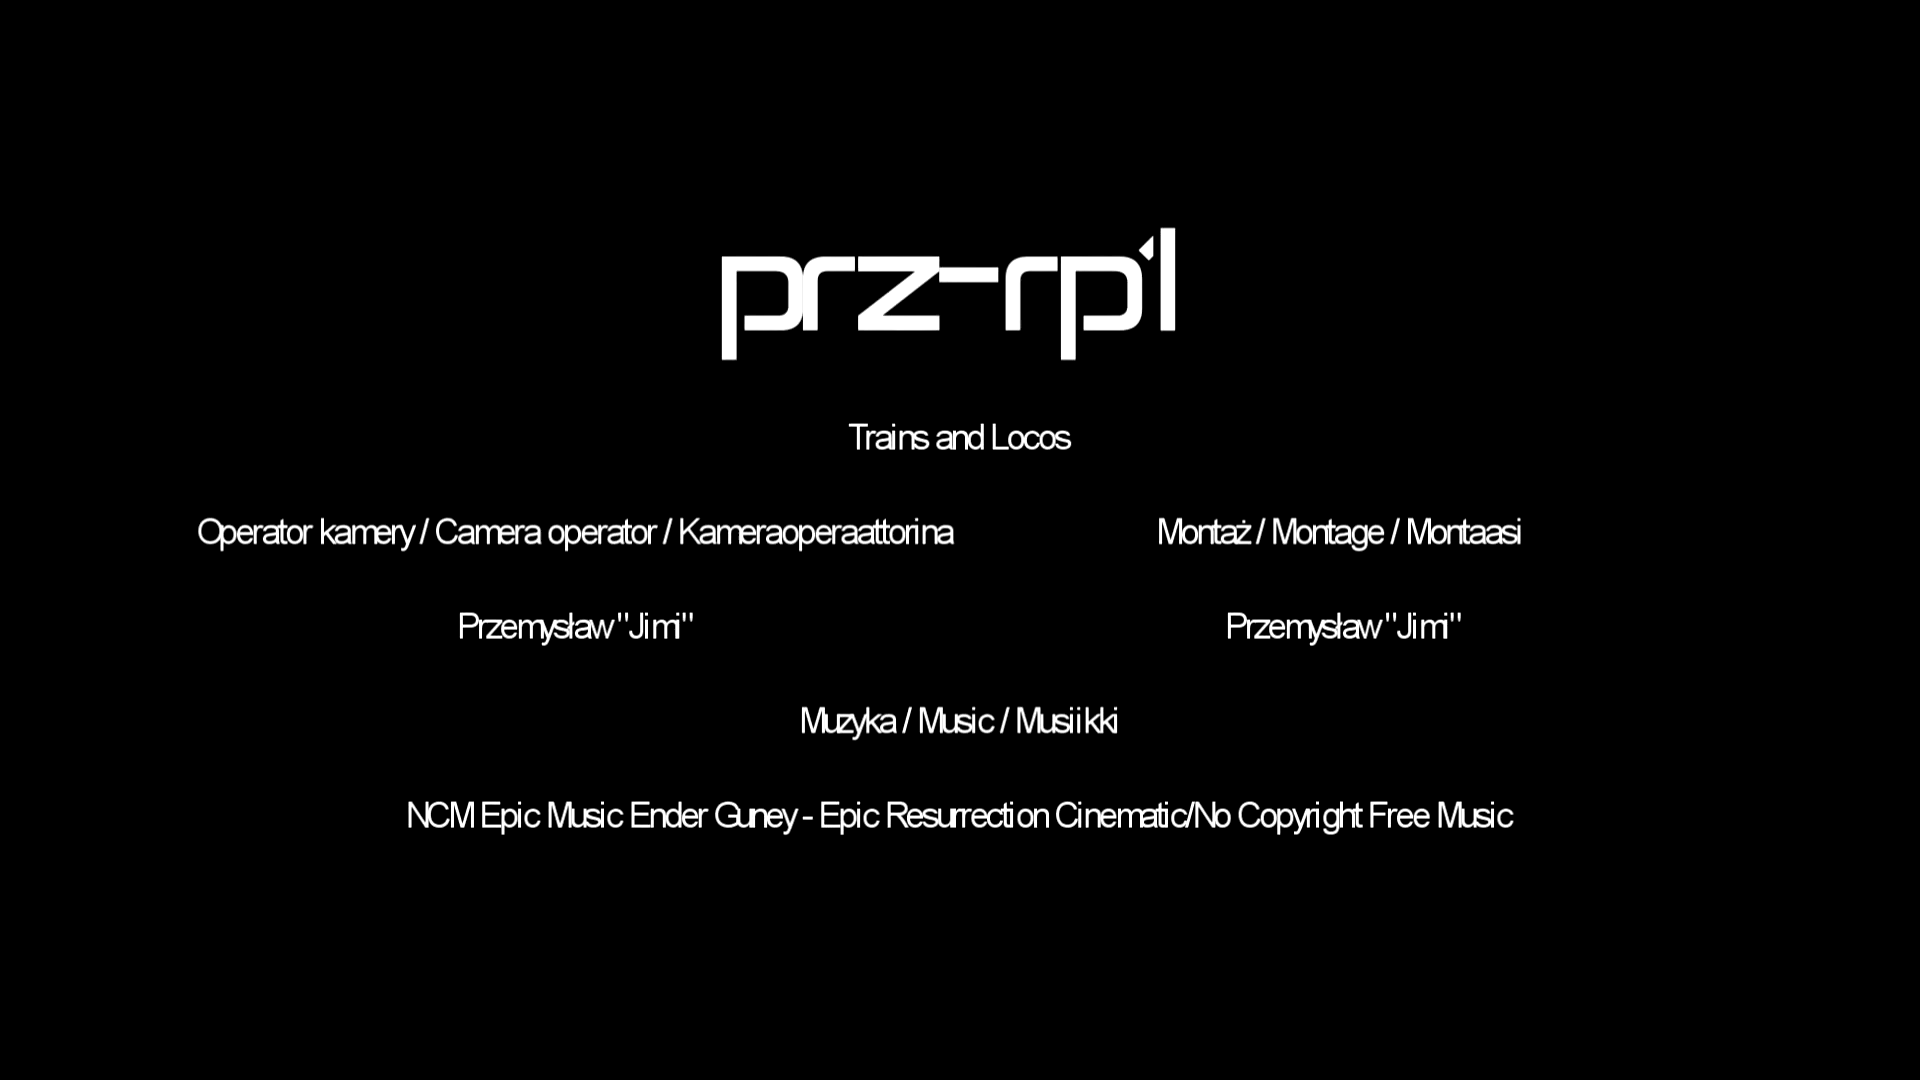 prz-rp1
Trains and Locos
Operator kamery / Camera operator / Kameraoperaattorina
Montaż / Montage / Montaasi
Przemysław "Jimi"
Przemysław "Jimi"
Muzyka / Music / Musiikki
NCM Epic Music Ender Guney - Epic Resurrection Cinematic/No Copyright Free Music